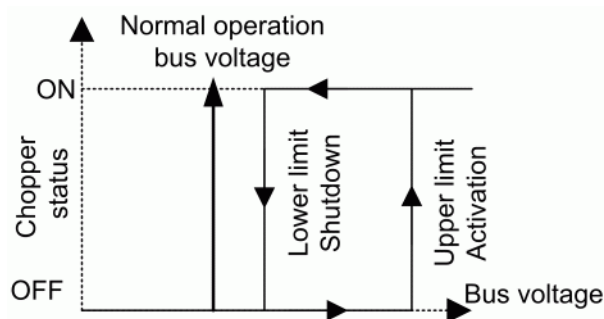 Normal operation
bus voltage
ON
Chopper
status
Lower limit
Shutdown
Upper limit
Activation
OFF
Bus voltage